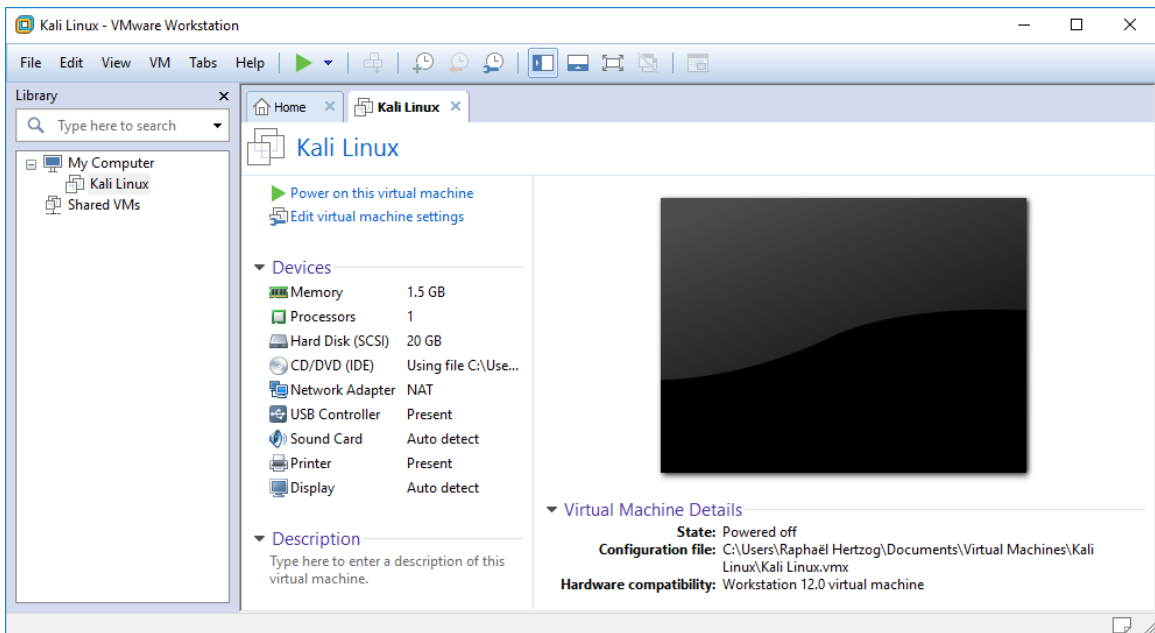 Kali Linux - VMware Workstation
File Edit View VM Tabs Help
Library
Type here to search
My Computer
Kali Linux
Shared VMs
Home
Kali Linux
Kali Linux
Power on this virtual machine
Edit virtual machine settings
Devices
Memory 1.5 GB
Processors 1
Hard Disk (SCSI) 20 GB
CD/DVD (IDE) Using file C:\Use...
Network Adapter NAT
USB Controller Present
Sound Card Auto detect
Printer Present
Display Auto detect
Description
Type here to enter a description of this
virtual machine.
Virtual Machine Details
State: Powered off
Configuration file: C:\Users\Raphaël Hertzog\Documents\Virtual Machines\Kali
Linux\Kali Linux.vmx
Hardware compatibility: Workstation 12.0 virtual machine